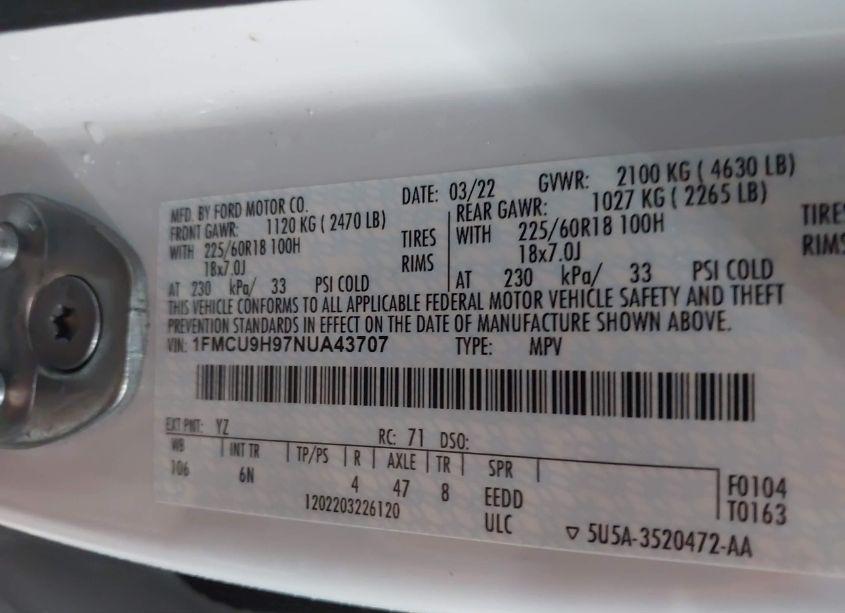 MFD. BY FORD MOTOR CO. DATE: 03/22 GVWR: 2100 KG ( 4630 LB)
FRONT GAWR: 1120 KG ( 2470 LB) REAR GAWR: 1027 KG ( 2265 LB)
WITH 225/60R18 100H TIRES WITH 225/60R18 100H TIRES
18x7.0J RIMS 18x7.0J RIMS
AT 230 kPa/ 33 PSI COLD AT 230 kPa/ 33 PSI COLD
THIS VEHICLE CONFORMS TO ALL APPLICABLE FEDERAL MOTOR VEHICLE SAFETY AND THEFT
PREVENTION STANDARDS IN EFFECT ON THE DATE OF MANUFACTURE SHOWN ABOVE.
VIN: 1FMCU9H97NUA43707 TYPE: MPV
EXT PNT: YZ RC: 71 DSO:
WB INT TR TP/PS R AXLE TR SPR
106 6N 4 47 8 EEDD F0104
1202203226120 ULC T0163
5U5A-3520472-AA